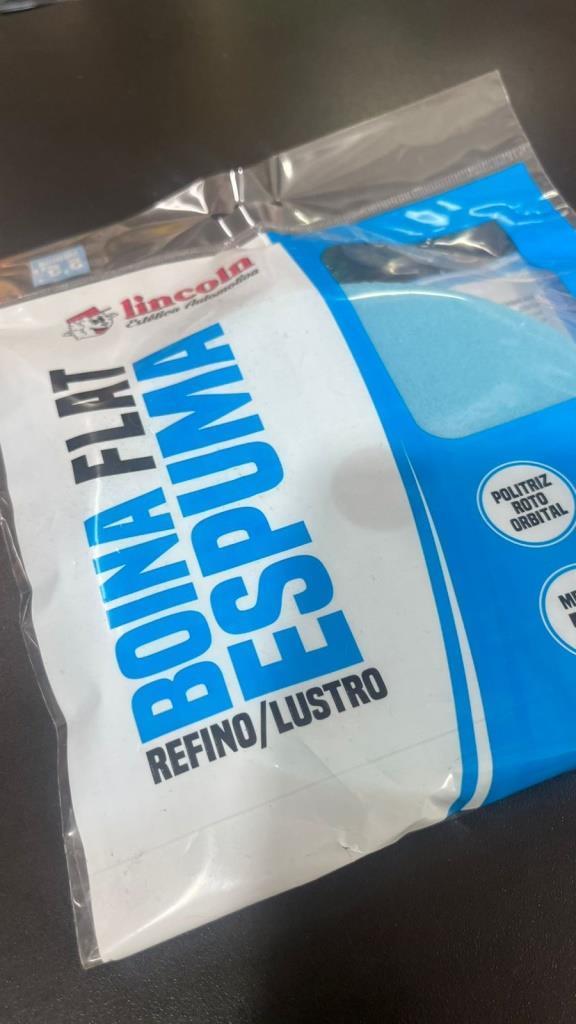 lincoln
Estética Automotiva
BOINA FLAT
ESPUMA
REFINO/LUSTRO
POLITRIZ
ROTO
ORBITAL